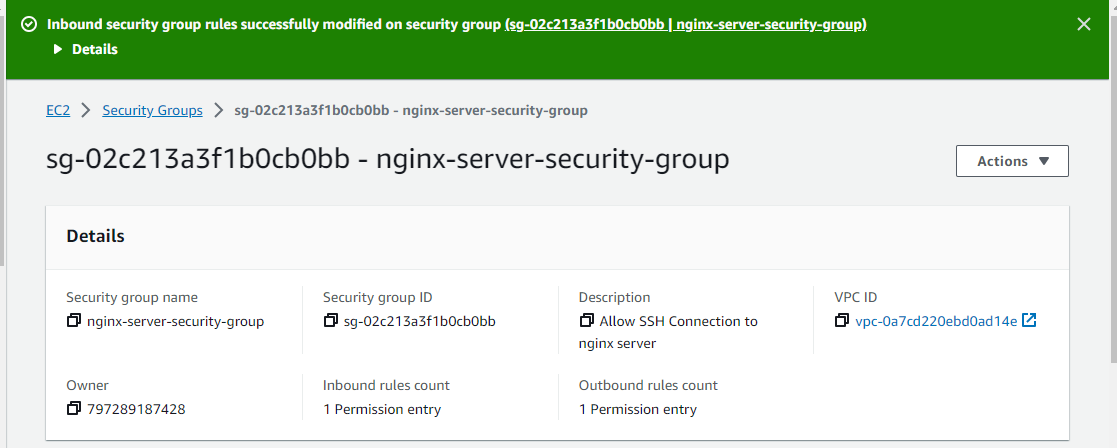 Inbound security group rules successfully modified on security group (sg-02c213a3f1b0cb0bb | nginx-server-security-group)
Details
EC2 > Security Groups > sg-02c213a3f1b0cb0bb - nginx-server-security-group
sg-02c213a3f1b0cb0bb - nginx-server-security-group
Actions
Details
Security group name
nginx-server-security-group
Security group ID
sg-02c213a3f1b0cb0bb
Description
Allow SSH Connection to
nginx server
VPC ID
vpc-0a7cd220ebd0ad14e
Owner
797289187428
Inbound rules count
1 Permission entry
Outbound rules count
1 Permission entry